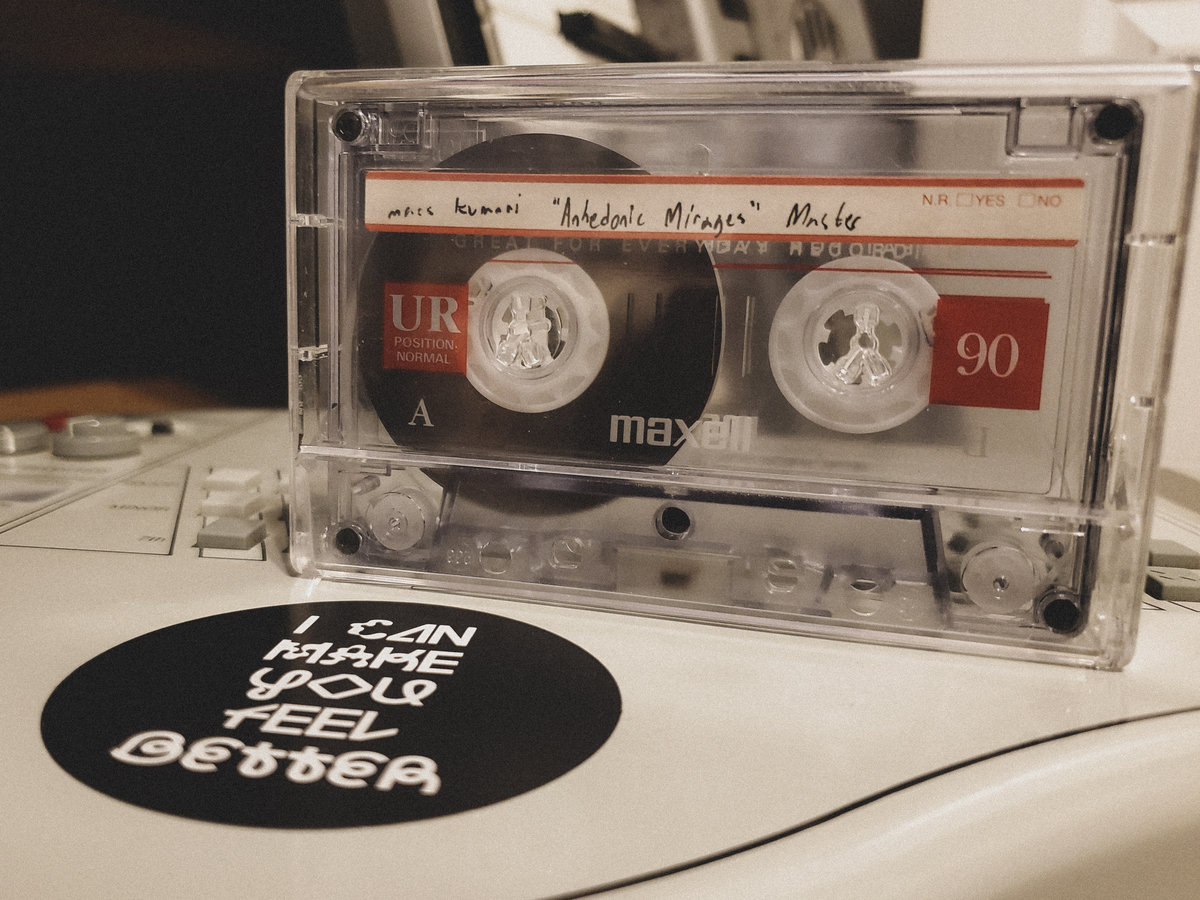 kumari "Anhedonic Mirages" Master
N.R □YES □NO
GREAT FOR EVERYDAY RECORDING
UR
POSITION·
NORMAL
90
A
maxell
I CAN
MAKE
YOU
FEEL
BETTER